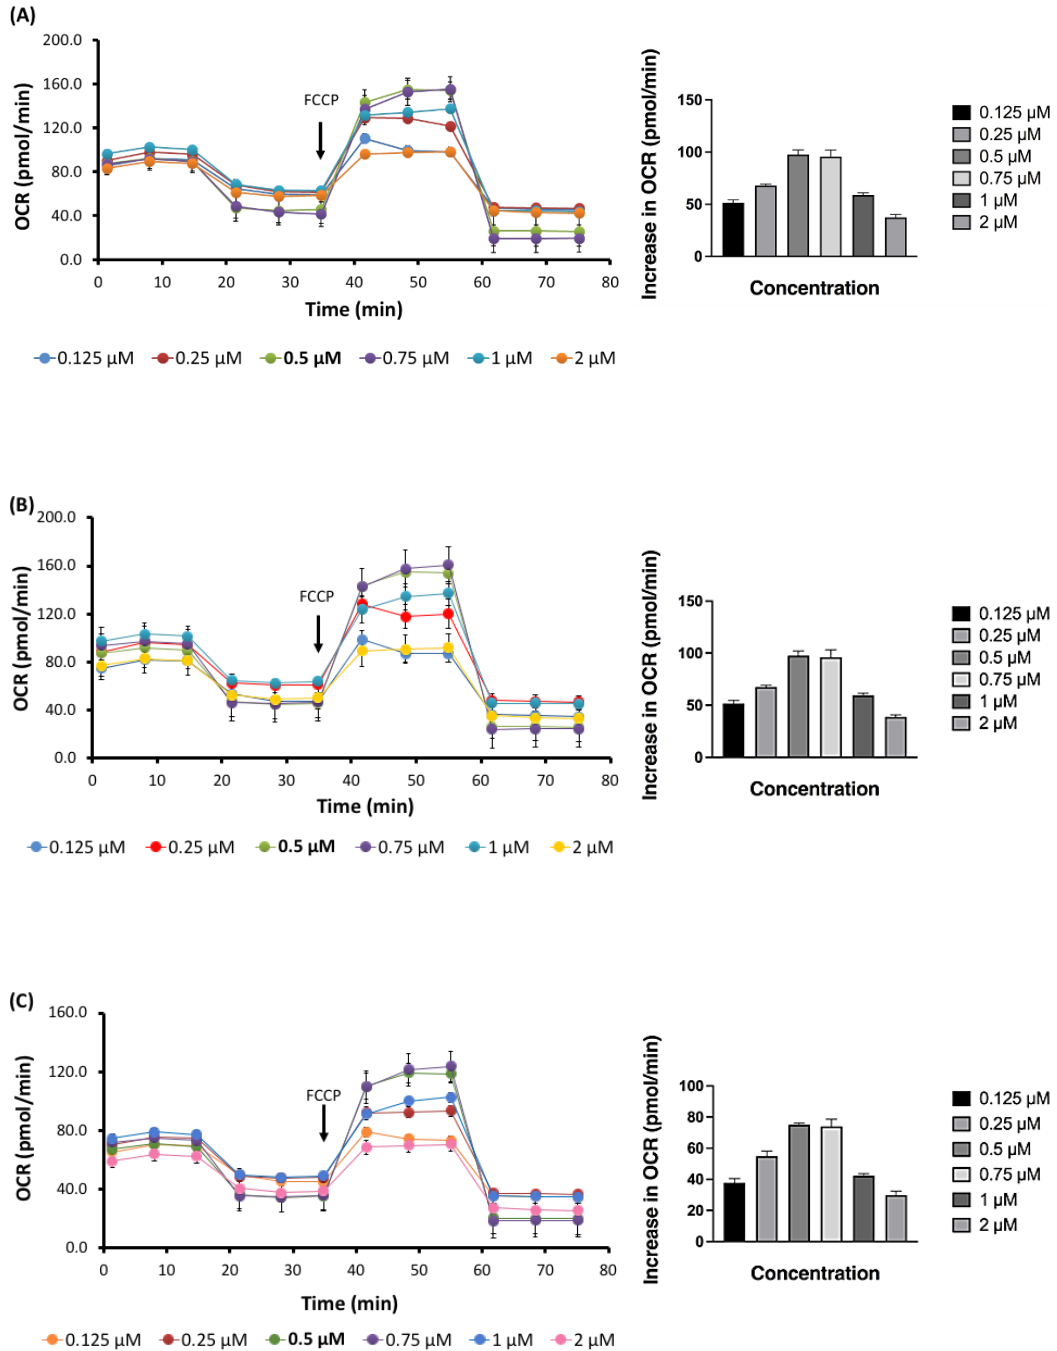 (A)
200.0
160.0
120.0
80.0
40.0
0.0
OCR (pmol/min)
FCCP
0 10 20 30 40 50 60 70 80
Time (min)
0.125 µM 0.25 µM 0.5 µM 0.75 µM 1 µM 2 µM
Increase in OCR (pmol/min)
150
100
50
0
Concentration
0.125 µM
0.25 µM
0.5 µM
0.75 µM
1 µM
2 µM
(B)
200.0
160.0
120.0
80.0
40.0
0.0
OCR (pmol/min)
FCCP
0 10 20 30 40 50 60 70 80
Time (min)
0.125 µM 0.25 µM 0.5 µM 0.75 µM 1 µM 2 µM
Increase in OCR (pmol/min)
150
100
50
0
Concentration
0.125 µM
0.25 µM
0.5 µM
0.75 µM
1 µM
2 µM
(C)
160.0
120.0
80.0
40.0
0.0
OCR (pmol/min)
FCCP
0 10 20 30 40 50 60 70 80
Time (min)
0.125 µM 0.25 µM 0.5 µM 0.75 µM 1 µM 2 µM
Increase in OCR (pmol/min)
100
80
60
40
20
0
Concentration
0.125 µM
0.25 µM
0.5 µM
0.75 µM
1 µM
2 µM